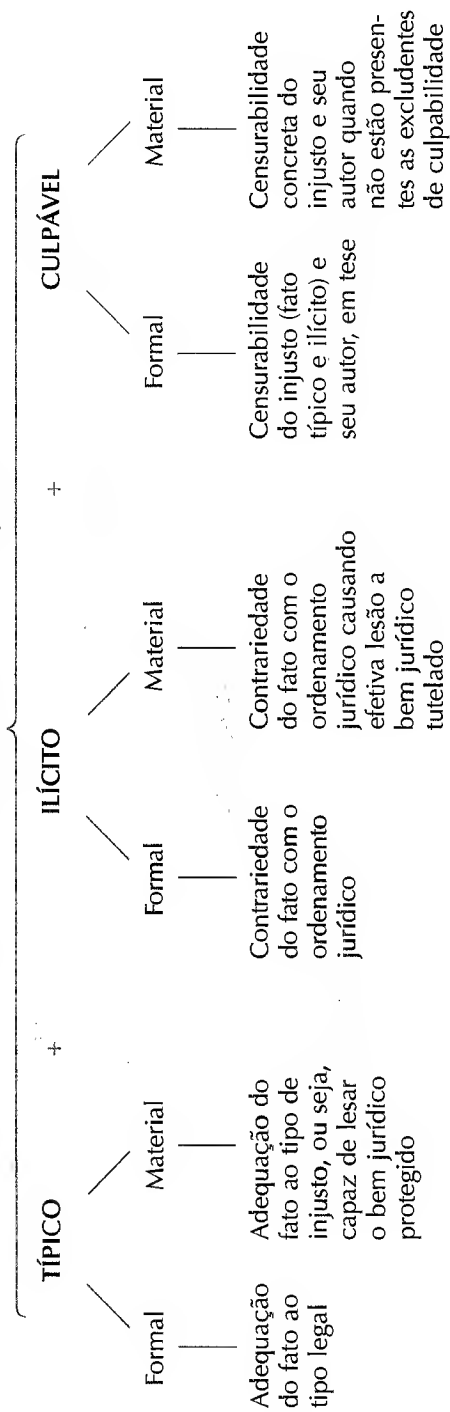 TÍPICO + ILÍCITO + CULPÁVEL
Formal Material Formal Material Formal Material
Adequação
do fato ao
tipo legal
Adequação do
fato ao tipo de
injusto, ou seja,
capaz de lesar
o bem jurídico
protegido
Contrariedade
do fato com o
ordenamento
jurídico
Contrariedade
do fato com o
ordenamento
jurídico causando
efetiva lesão a
bem jurídico
tutelado
Censurabilidade
do injusto (fato
típico e ilícito) e
seu autor, em tese
Censurabilidade
concreta do
injusto e seu
autor quando
não estão presen-
tes as excludentes
de culpabilidade